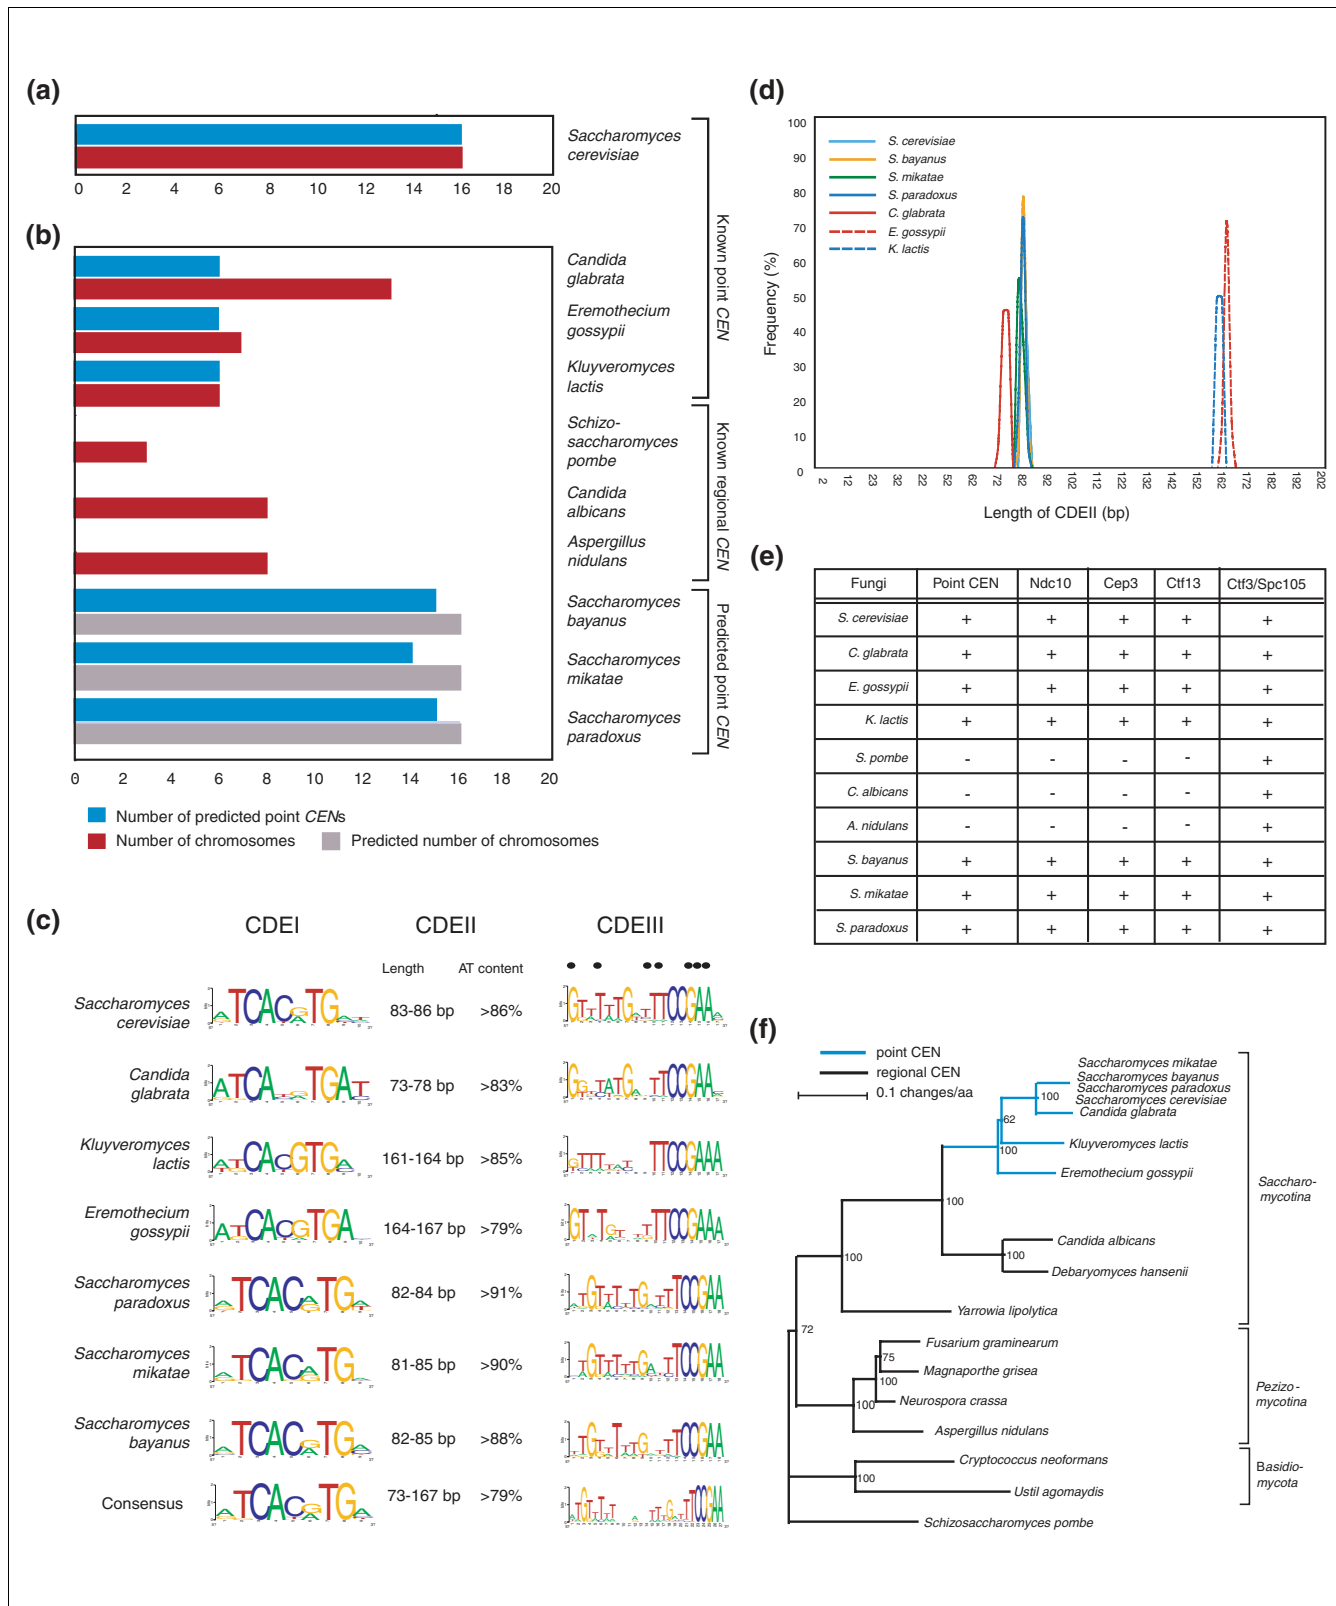 (a)
Saccharomyces
cerevisiae
0 2 4 6 8 10 12 14 16 18 20
Known point CEN
(b)
Candida
glabrata
Eremothecium
gossypii
Kluyveromyces
lactis
Schizo-
saccharomyces
pombe
Candida
albicans
Aspergillus
nidulans
Known regional CEN
Saccharomyces
bayanus
Saccharomyces
mikatae
Saccharomyces
paradoxus
Predicted point CEN
0 2 4 6 8 10 12 14 16 18 20
Number of predicted point CENs
Number of chromosomes Predicted number of chromosomes
(c)
CDEI CDEII CDEIII
Length AT content
Saccharomyces
cerevisiae
83-86 bp >86%
Candida
glabrata
73-78 bp >83%
Kluyveromyces
lactis
161-164 bp >85%
Eremothecium
gossypii
164-167 bp >79%
Saccharomyces
paradoxus
82-84 bp >91%
Saccharomyces
mikatae
81-85 bp >90%
Saccharomyces
bayanus
82-85 bp >88%
Consensus
73-167 bp >79%
(d)
Frequency (%)
100
90
80
70
60
50
40
30
20
10
0
S. cerevisiae
S. bayanus
S. mikatae
S. paradoxus
C. glabrata
E. gossypii
K. lactis
2 12 23 32 22 52 62 72 82 92 102 112 122 132 142 152 162 172 182 192 202
Length of CDEII (bp)
(e)
Fungi Point CEN Ndc10 Cep3 Ctf13 Ctf3/Spc105
S. cerevisiae + + + + +
C. glabrata + + + + +
E. gossypii + + + + +
K. lactis + + + + +
S. pombe - - - - +
C. albicans - - - - +
A. nidulans - - - - +
S. bayanus + + + + +
S. mikatae + + + + +
S. paradoxus + + + + +
(f)
point CEN
regional CEN
0.1 changes/aa
Saccharomyces mikatae
Saccharomyces bayanus
Saccharomyces paradoxus
Saccharomyces cerevisiae
Candida glabrata
Kluyveromyces lactis
Eremothecium gossypii
Candida albicans
Debaryomyces hansenii
Yarrowia lipolytica
Fusarium graminearum
Magnaporthe grisea
Neurospora crassa
Aspergillus nidulans
Cryptococcus neoformans
Ustil agomaydis
Schizosaccharomyces pombe
100
62
100
100
100
100
72
75
100
100
100
Saccharo-
mycotina
Pezizo-
mycotina
Basidio-
mycota